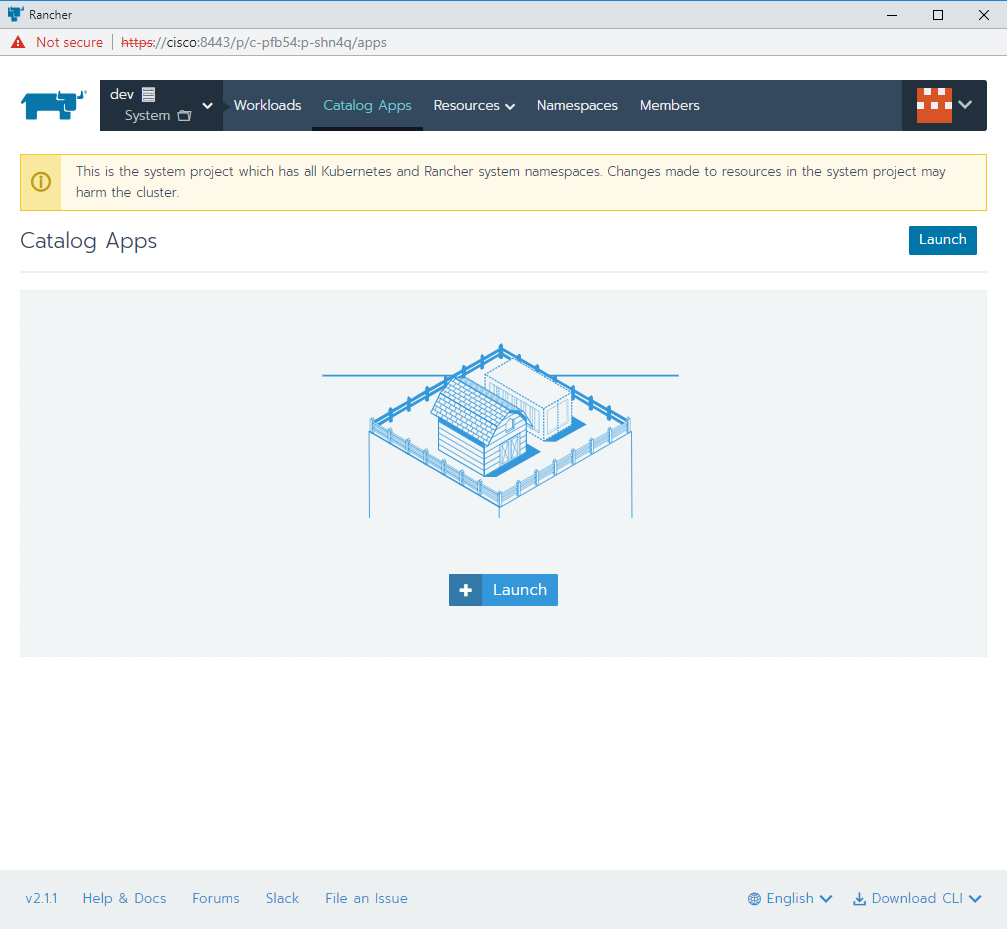 Rancher
Not secure https://cisco:8443/p/c-pfb54:p-shn4q/apps
dev
System
Workloads Catalog Apps Resources Namespaces Members
This is the system project which has all Kubernetes and Rancher system namespaces. Changes made to resources in the system project may
harm the cluster.
Catalog Apps Launch
Launch
v2.1.1 Help & Docs Forums Slack File an Issue English Download CLI